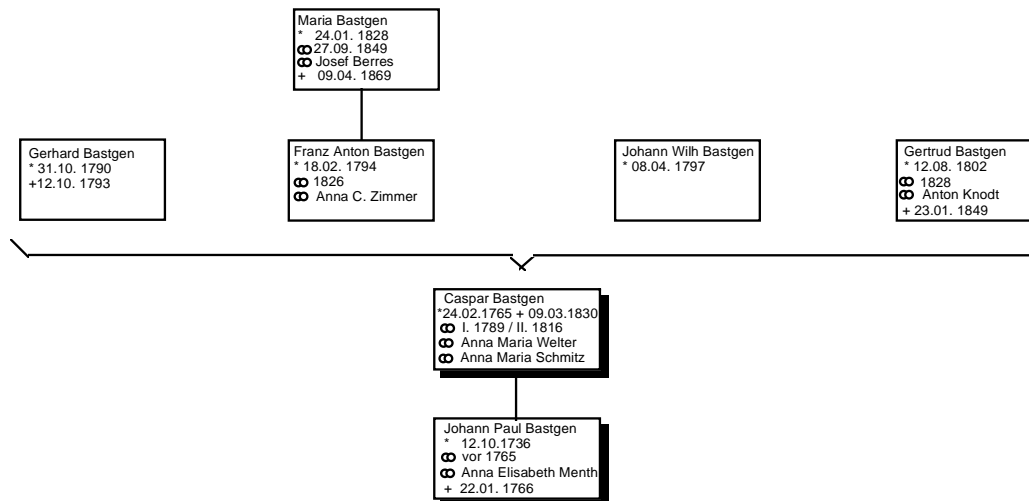 Maria Bastgen
* 24.01. 1828
⚭ 27.09. 1849
⚭ Josef Berres
+ 09.04. 1869
Gerhard Bastgen
* 31.10. 1790
+12.10. 1793
Franz Anton Bastgen
* 18.02. 1794
⚭ 1826
⚭ Anna C. Zimmer
Johann Wilh Bastgen
* 08.04. 1797
Gertrud Bastgen
* 12.08. 1802
⚭ 1828
⚭ Anton Knodt
+ 23.01. 1849
Caspar Bastgen
*24.02.1765 + 09.03.1830
⚭ I. 1789 / II. 1816
⚭ Anna Maria Welter
⚭ Anna Maria Schmitz
Johann Paul Bastgen
* 12.10.1736
⚭ vor 1765
⚭ Anna Elisabeth Menth
+ 22.01. 1766